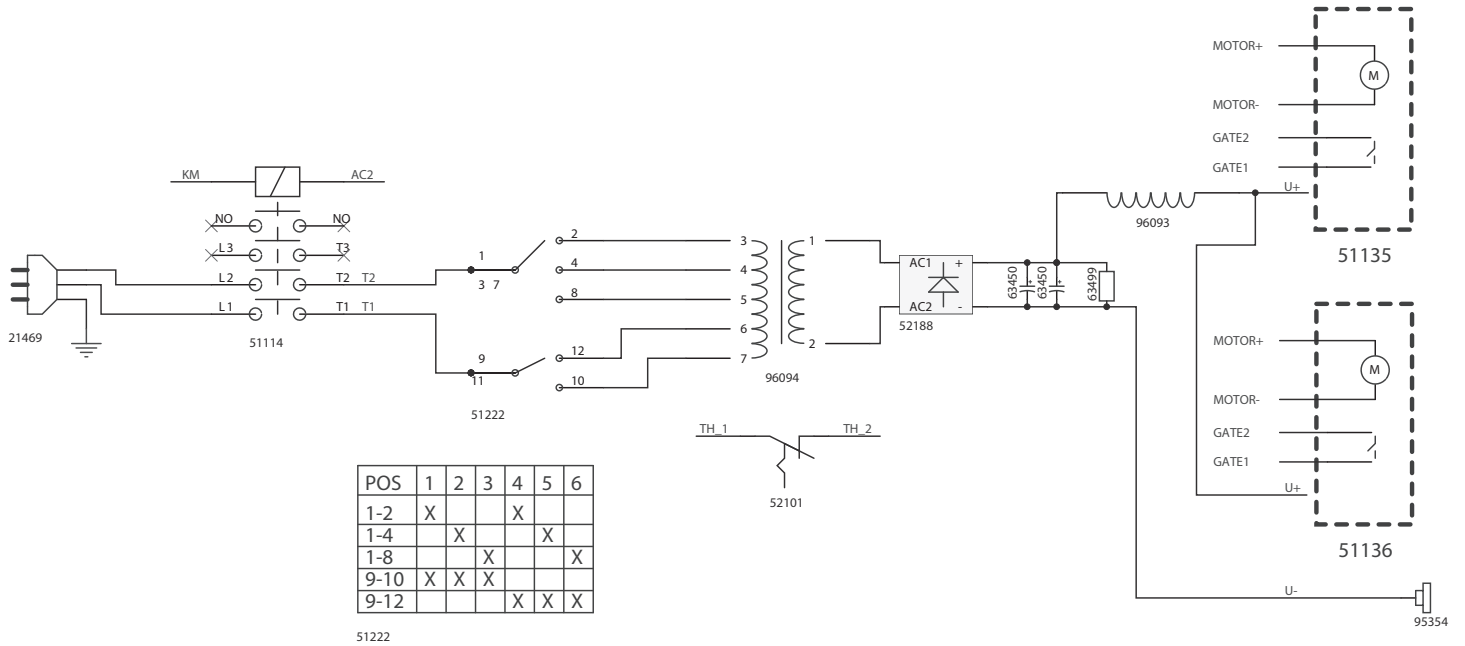 MOTOR+
M
MOTOR-
GATE2
GATE1
U+
51135
KM
AC2
NO
NO
L3
T3
L2
T2
T2
L1
T1
T1
21469
51114
1
3 7
2
4
8
9
11
12
10
51222
3
4
5
6
7
1
2
96094
AC1
+
AC2
-
52188
63450
+
63450
+
63499
96093
MOTOR+
M
MOTOR-
GATE2
GATE1
U+
51136
TH_1
TH_2
52101
POS 1 2 3 4 5 6
1-2 X X
1-4 X X
1-8 X X
9-10 X X X
9-12 X X X
51222
U-
95354